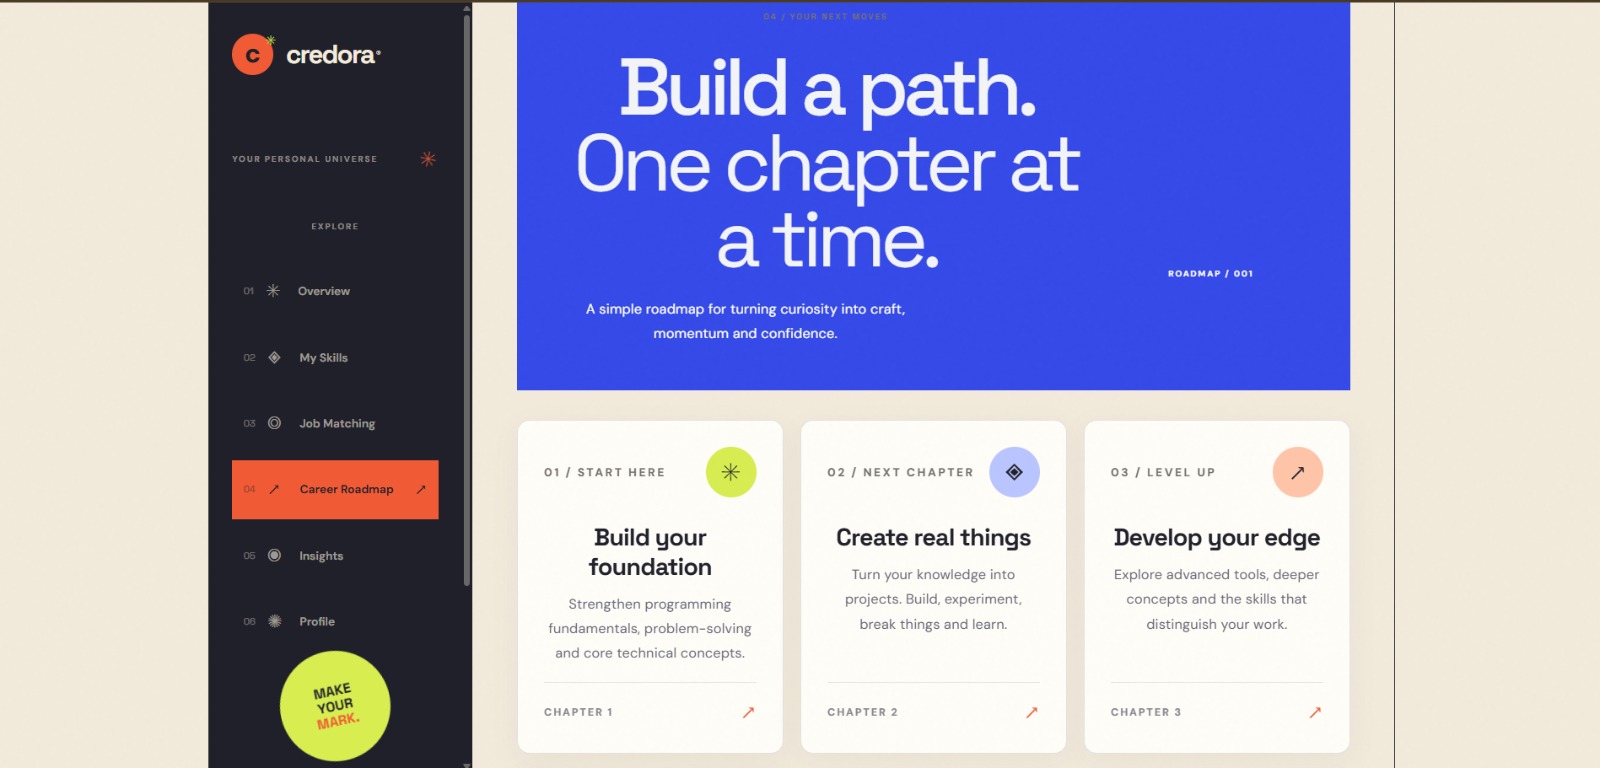 c credora
YOUR PERSONAL UNIVERSE
EXPLORE
01 Overview
02 My Skills
03 Job Matching
04 Career Roadmap
05 Insights
06 Profile
MAKE
YOUR
MARK.
04 / YOUR NEXT MOVES
Build a path.
One chapter at
a time.
ROADMAP / 001
A simple roadmap for turning curiosity into craft,
momentum and confidence.
01 / START HERE
Build your
foundation
Strengthen programming
fundamentals, problem-solving
and core technical concepts.
CHAPTER 1
02 / NEXT CHAPTER
Create real things
Turn your knowledge into
projects. Build, experiment,
break things and learn.
CHAPTER 2
03 / LEVEL UP
Develop your edge
Explore advanced tools, deeper
concepts and the skills that
distinguish your work.
CHAPTER 3